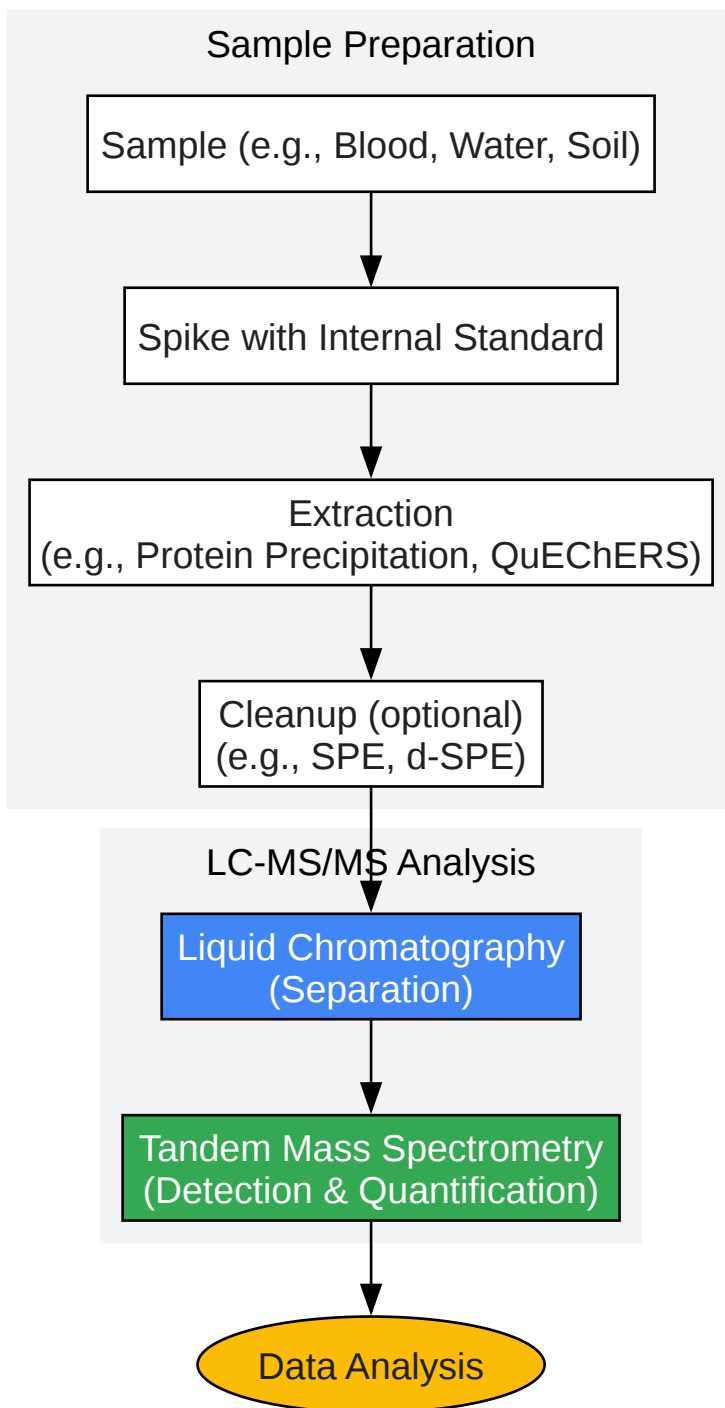 Sample Preparation
Sample (e.g., Blood, Water, Soil)
Spike with Internal Standard
Extraction
(e.g., Protein Precipitation, QuEChERS)
Cleanup (optional)
(e.g., SPE, d-SPE)
LC-MS/MS Analysis
Liquid Chromatography
(Separation)
Tandem Mass Spectrometry
(Detection & Quantification)
Data Analysis